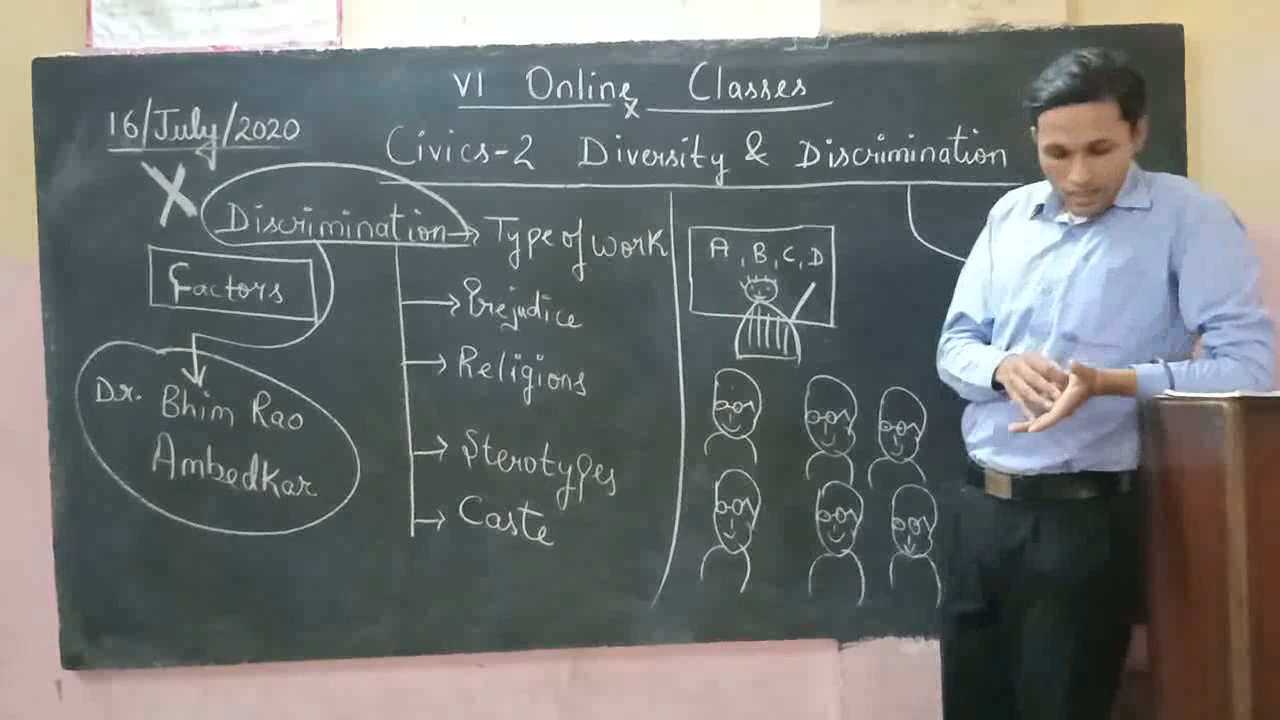 VI Online Classes
16/July/2020
Civics-2 Diversity & Discrimination
X
Discrimination
Factors
Dr. Bhim Rao
Ambedkar
Type of work
Prejudice
Religions
Sterotypes
Caste
A, B, C, D